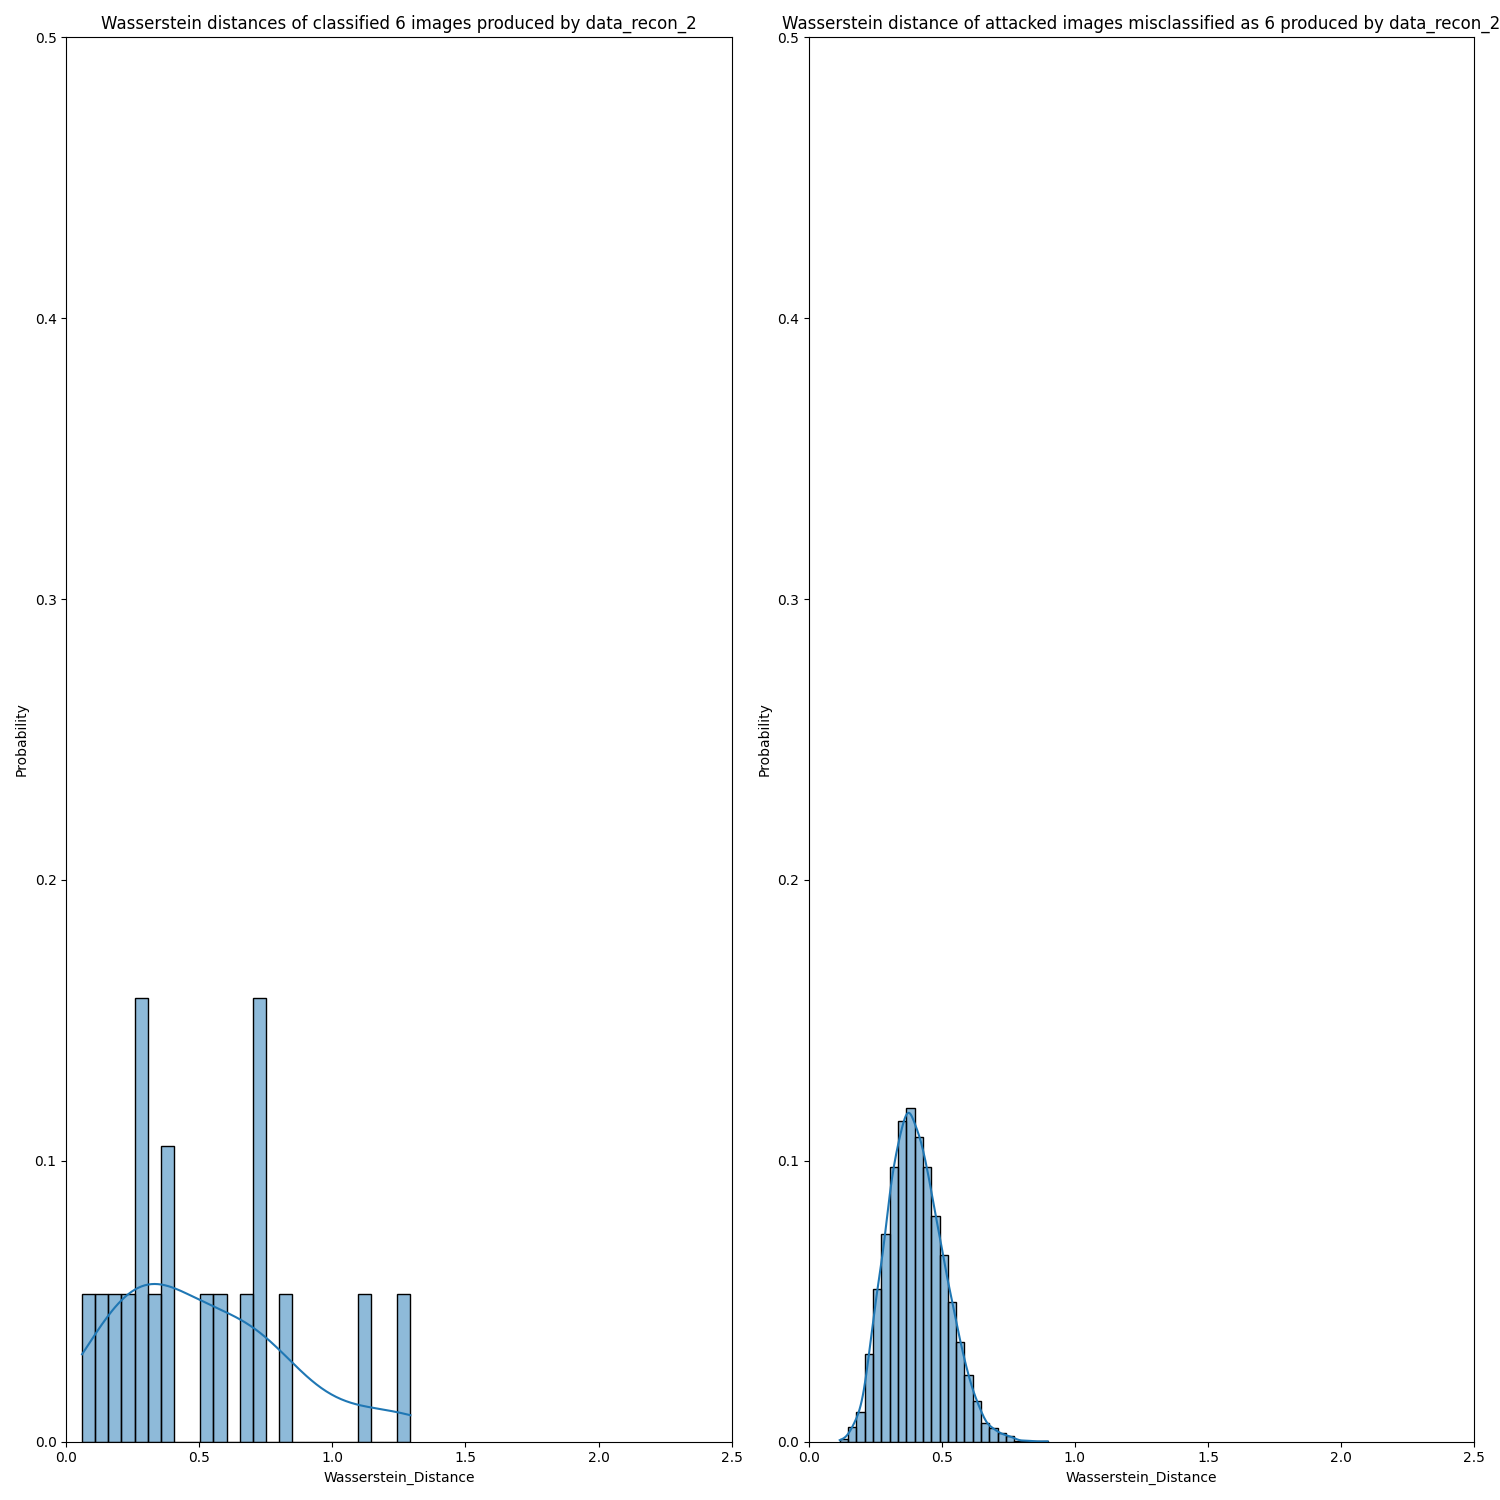 Wasserstein distances of classified 6 images produced by data_recon_2
0.5
0.4
0.3
0.2
0.1
0.0
Probability
0.0 0.5 1.0 1.5 2.0 2.5
Wasserstein_Distance
Wasserstein distance of attacked images misclassified as 6 produced by data_recon_2
0.5
0.4
0.3
0.2
0.1
0.0
Probability
0.0 0.5 1.0 1.5 2.0 2.5
Wasserstein_Distance